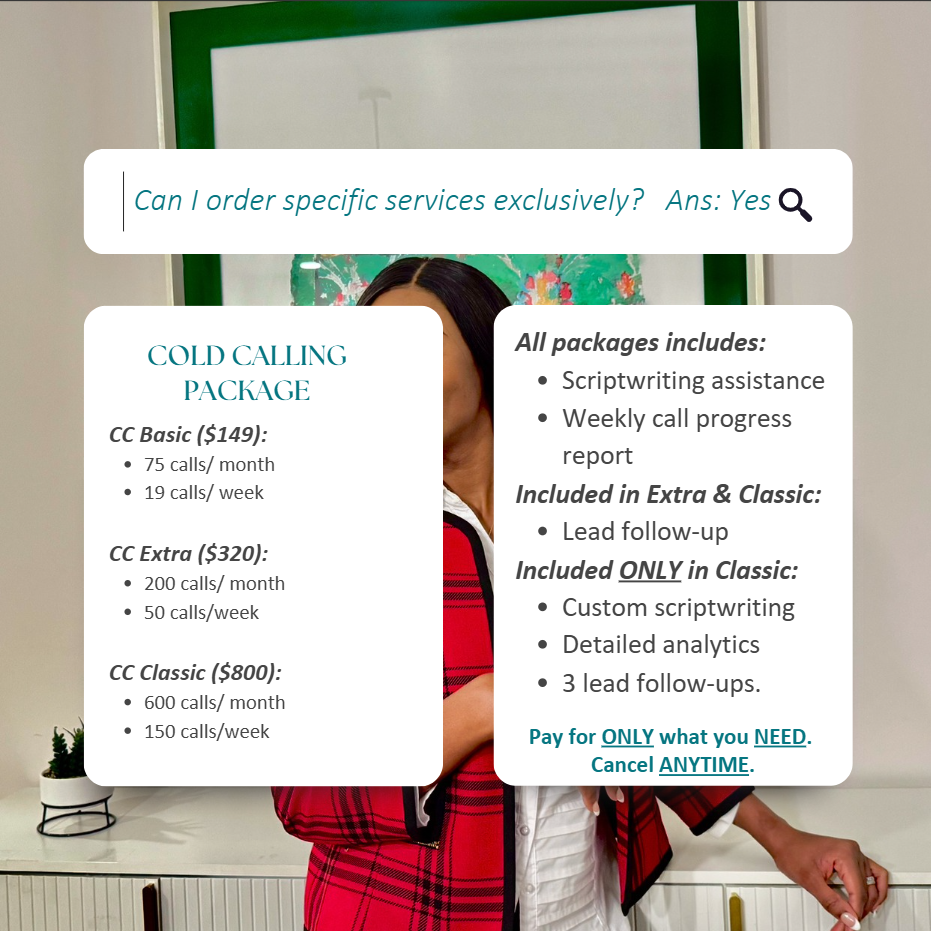 Can I order specific services exclusively? Ans: Yes
COLD CALLING
PACKAGE
CC Basic ($149):
• 75 calls/ month
• 19 calls/ week
CC Extra ($320):
• 200 calls/ month
• 50 calls/week
CC Classic ($800):
• 600 calls/ month
• 150 calls/week
All packages includes:
• Scriptwriting assistance
• Weekly call progress
report
Included in Extra & Classic:
• Lead follow-up
Included ONLY in Classic:
• Custom scriptwriting
• Detailed analytics
• 3 lead follow-ups.
Pay for ONLY what you NEED.
Cancel ANYTIME.